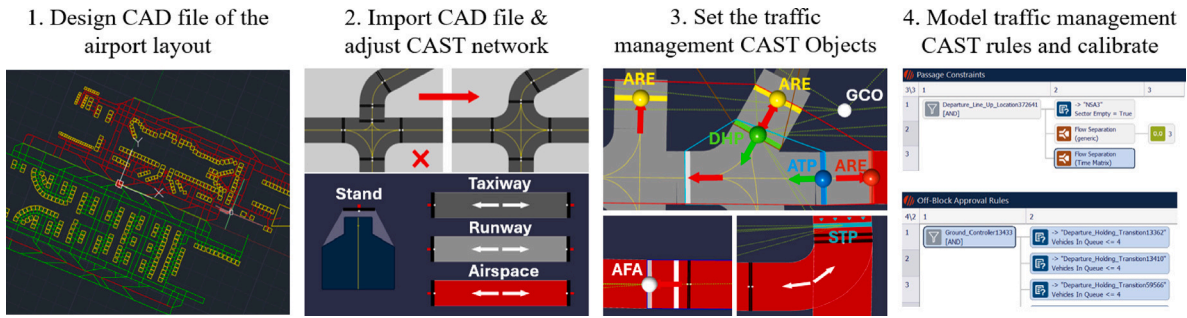 1. Design CAD file of the
airport layout
2. Import CAD file &
adjust CAST network
3. Set the traffic
management CAST Objects
4. Model traffic management
CAST rules and calibrate
Stand
Taxiway
Runway
Airspace
ARE
ARE
GCO
DHP
ATP
ARE
AFA
STP
Passage Constraints
3\3 1 2 3
1
Departure_Line_Up_Location372641
[AND]
-> "NSA3"
Sector Empty = True
2
Flow Separation
(generic)
0.0 3
3
Flow Separation
(Time Matrix)
Off-Block Approval Rules
4\2 1 2
1
Ground_Controller13433
[AND]
-> "Departure_Holding_Transition13362"
Vehicles In Queue <= 4
2
-> "Departure_Holding_Transition13410"
Vehicles In Queue <= 4
3
-> "Departure_Holding_Transition59566"
Vehicles In Queue <= 4